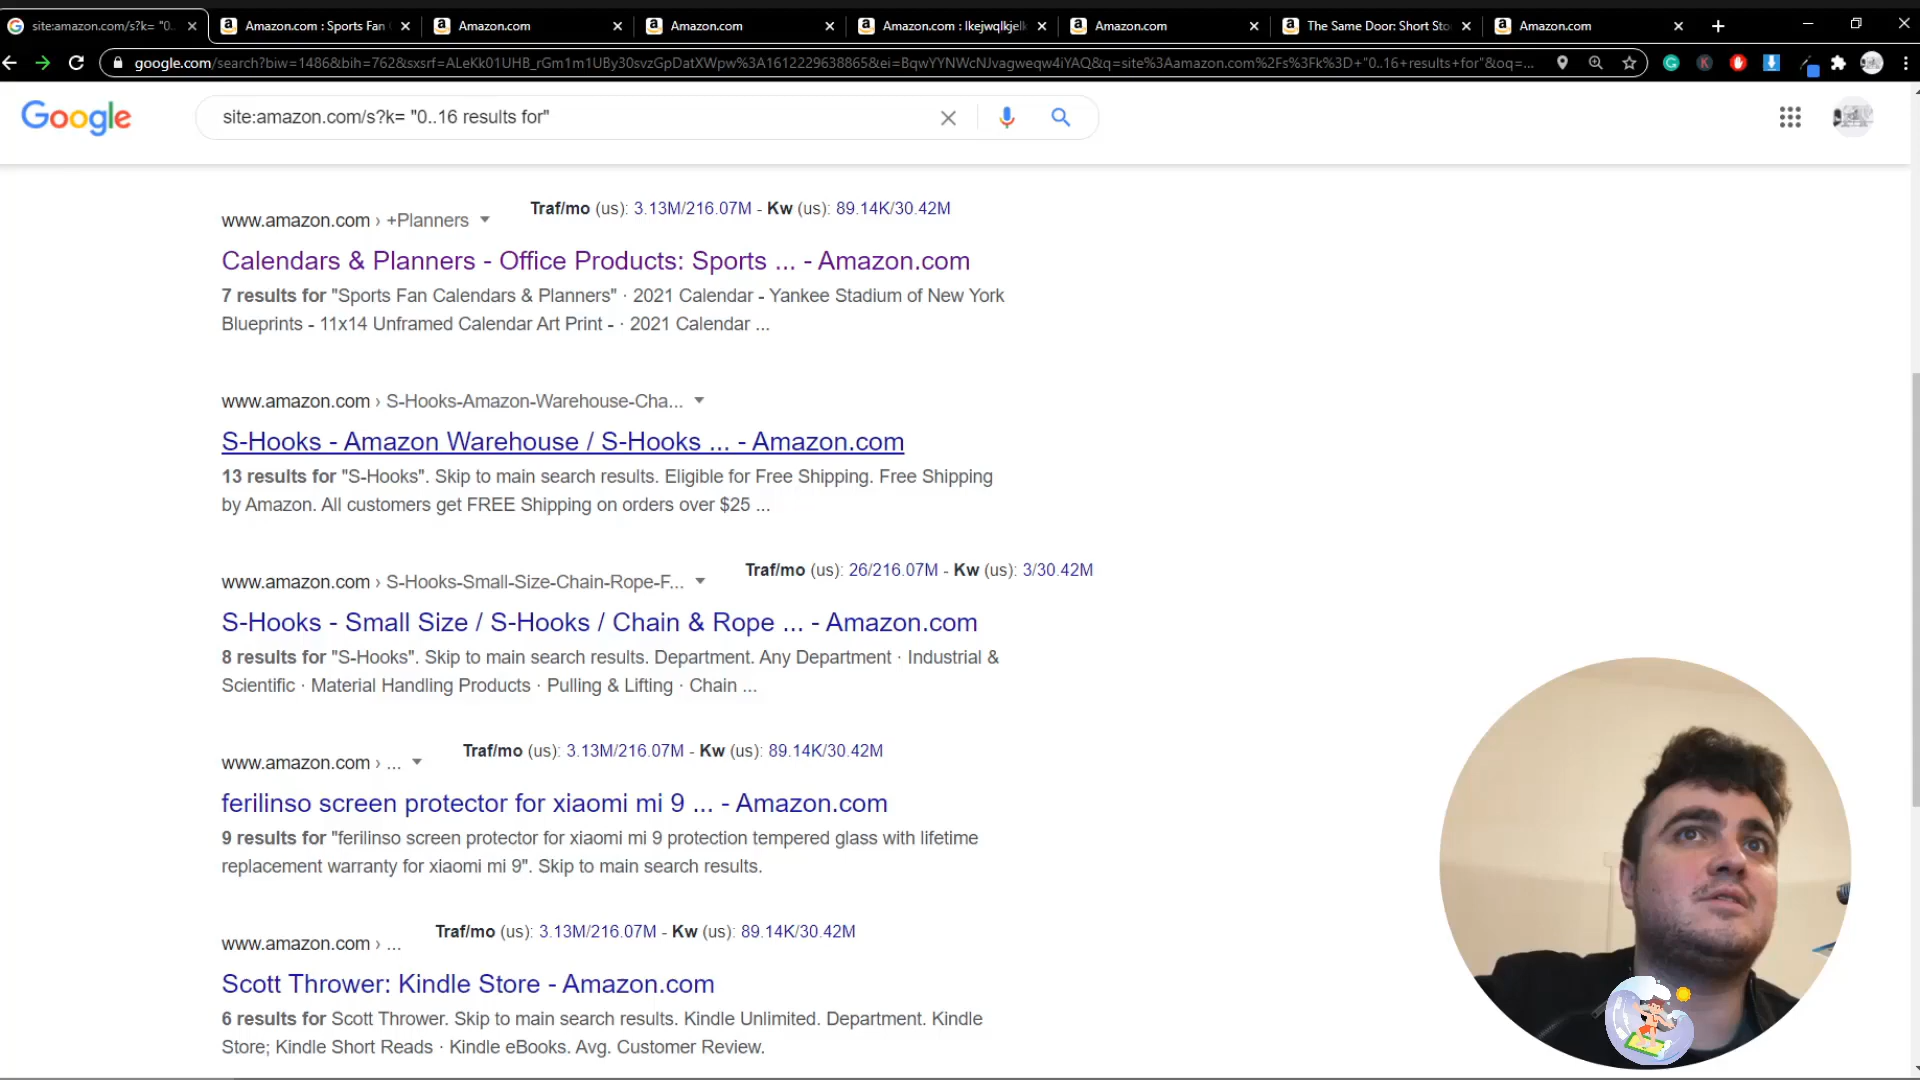 site:amazon.com/s?k= "0..
Amazon.com : Sports Fan
Amazon.com
Amazon.com
Amazon.com : lkejwqlkjelk
Amazon.com
The Same Door: Short Sto
Amazon.com
google.com/search?biw=1486&bih=762&sxsrf=ALeKk01UHB_rGm1m1UBy30svzGpDatXWpw%3A1612229638865&ei=BqwYYNWcNJvagweqw4iYAQ&q=site%3Aamazon.com%2Fs%3Fk%3D+"0..16+results+for"&oq=...
Google
site:amazon.com/s?k= "0..16 results for"
www.amazon.com › +Planners
Traf/mo (us): 3.13M/216.07M - Kw (us): 89.14K/30.42M
Calendars & Planners - Office Products: Sports ... - Amazon.com
7 results for "Sports Fan Calendars & Planners" · 2021 Calendar - Yankee Stadium of New York
Blueprints - 11x14 Unframed Calendar Art Print - · 2021 Calendar ...
www.amazon.com › S-Hooks-Amazon-Warehouse-Cha...
S-Hooks - Amazon Warehouse / S-Hooks ... - Amazon.com
13 results for "S-Hooks". Skip to main search results. Eligible for Free Shipping. Free Shipping
by Amazon. All customers get FREE Shipping on orders over $25 ...
www.amazon.com › S-Hooks-Small-Size-Chain-Rope-F...
Traf/mo (us): 26/216.07M - Kw (us): 3/30.42M
S-Hooks - Small Size / S-Hooks / Chain & Rope ... - Amazon.com
8 results for "S-Hooks". Skip to main search results. Department. Any Department · Industrial &
Scientific · Material Handling Products · Pulling & Lifting · Chain ...
www.amazon.com › ...
Traf/mo (us): 3.13M/216.07M - Kw (us): 89.14K/30.42M
ferilinso screen protector for xiaomi mi 9 ... - Amazon.com
9 results for "ferilinso screen protector for xiaomi mi 9 protection tempered glass with lifetime
replacement warranty for xiaomi mi 9". Skip to main search results.
www.amazon.com › ...
Traf/mo (us): 3.13M/216.07M - Kw (us): 89.14K/30.42M
Scott Thrower: Kindle Store - Amazon.com
6 results for Scott Thrower. Skip to main search results. Kindle Unlimited. Department. Kindle
Store; Kindle Short Reads · Kindle eBooks. Avg. Customer Review.